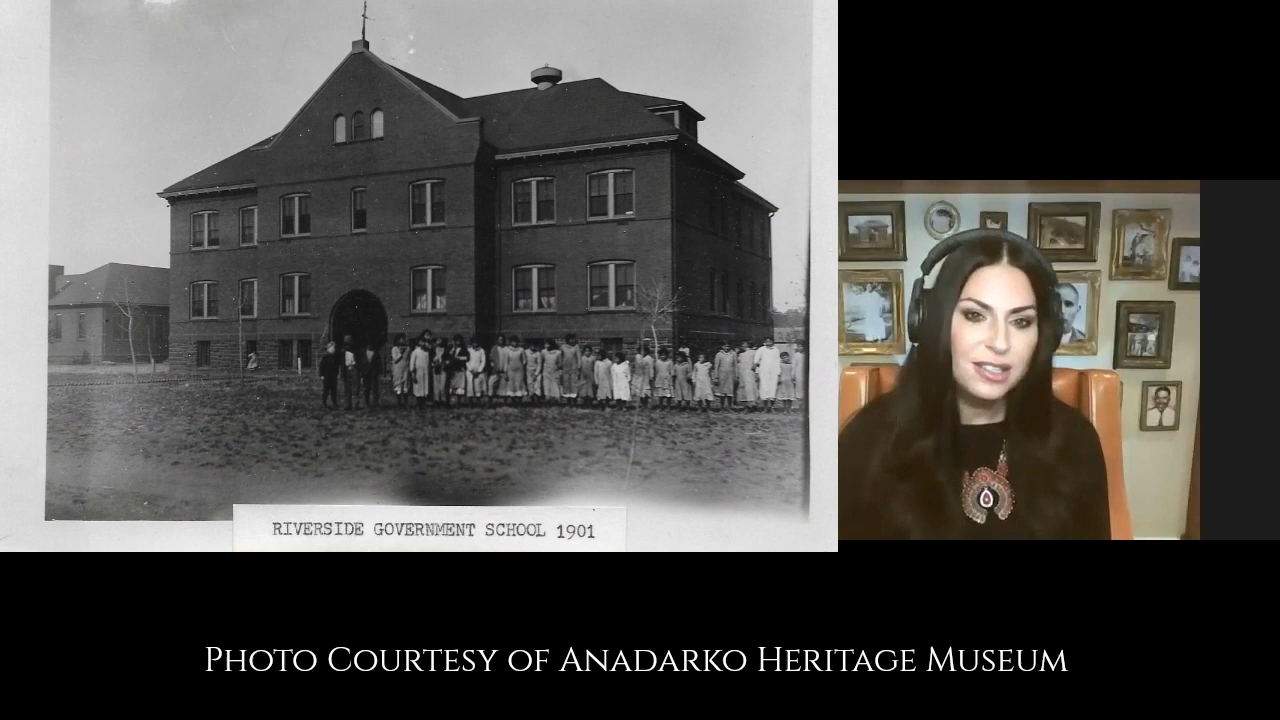 RIVERSIDE GOVERNMENT SCHOOL 1901
Photo Courtesy of Anadarko Heritage Museum